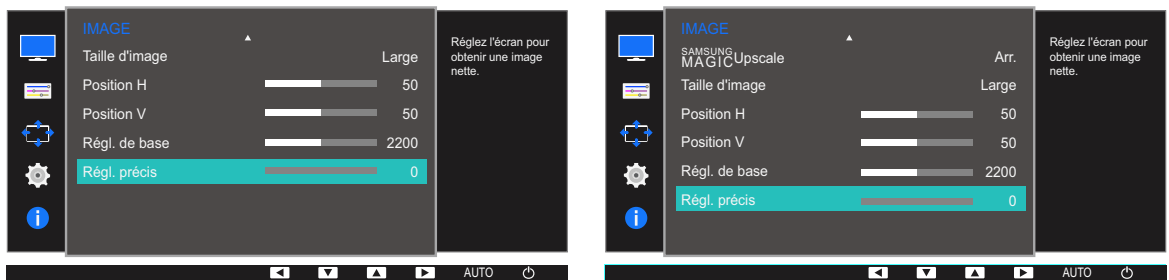 IMAGE
Taille d'image Large
Position H 50
Position V 50
Régl. de base 2200
Régl. précis 0
Réglez l'écran pour
obtenir une image
nette.
AUTO
IMAGE
SAMSUNG
MAGICUpscale Arr.
Taille d'image Large
Position H 50
Position V 50
Régl. de base 2200
Régl. précis 0
Réglez l'écran pour
obtenir une image
nette.
AUTO